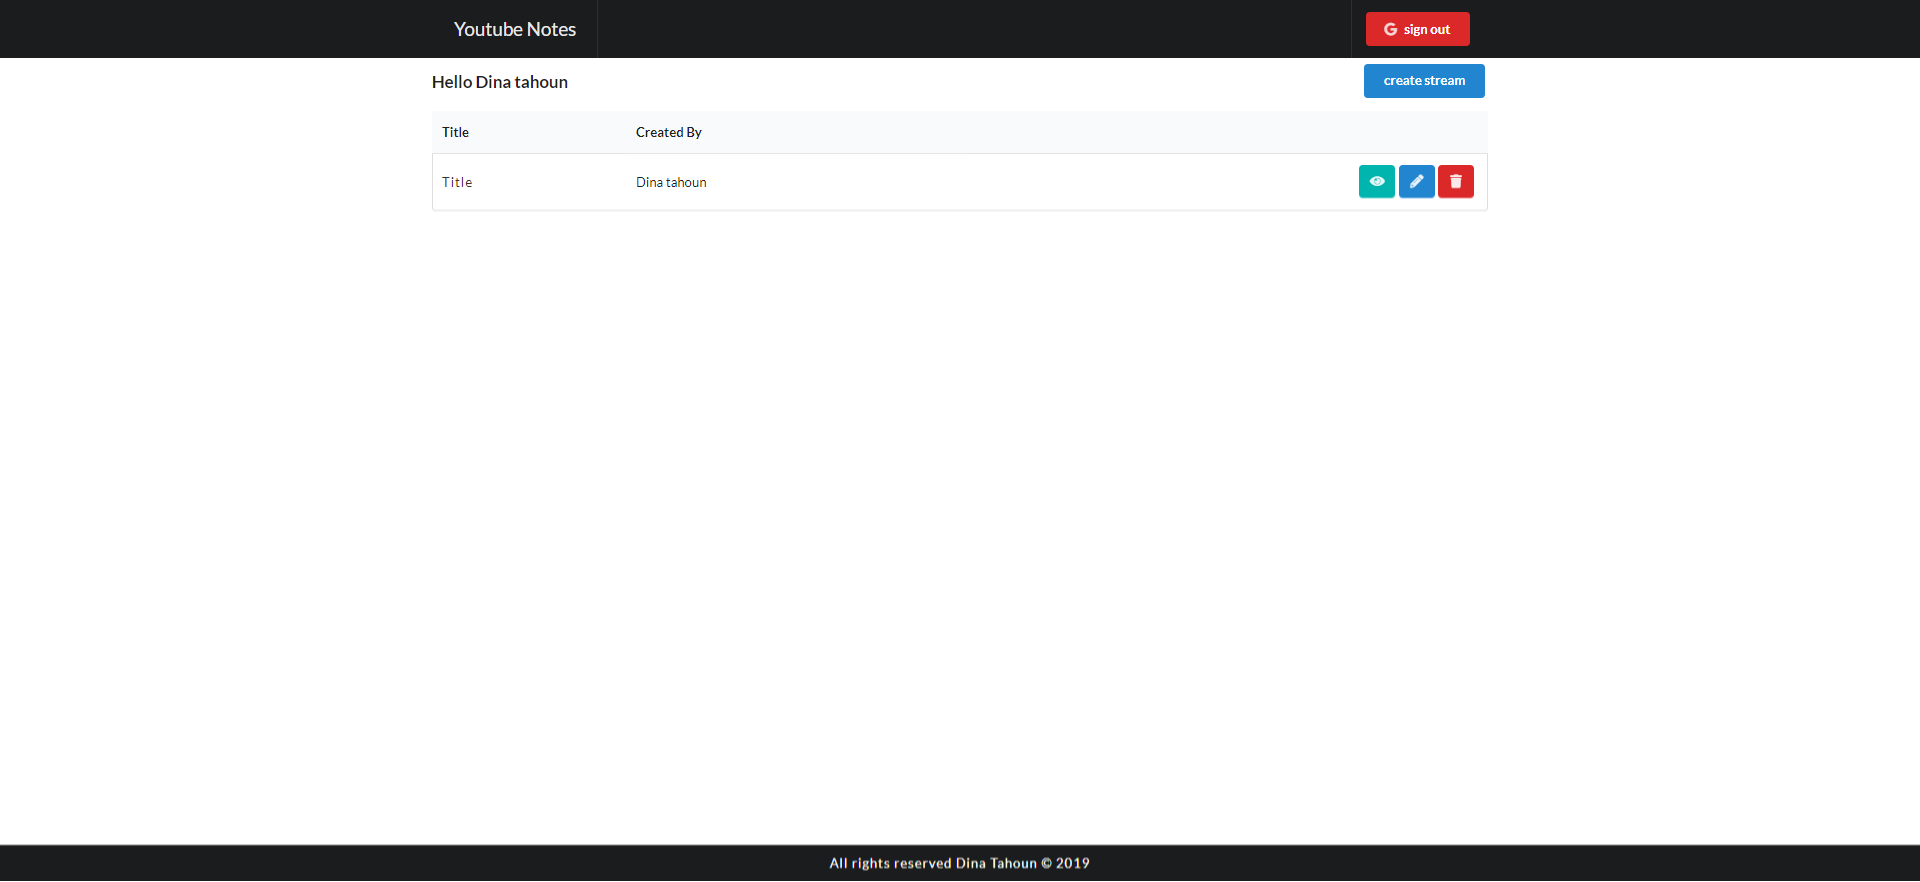 Youtube Notes
sign out
Hello Dina tahoun
create stream
Title Created By
Title Dina tahoun
All rights reserved Dina Tahoun © 2019